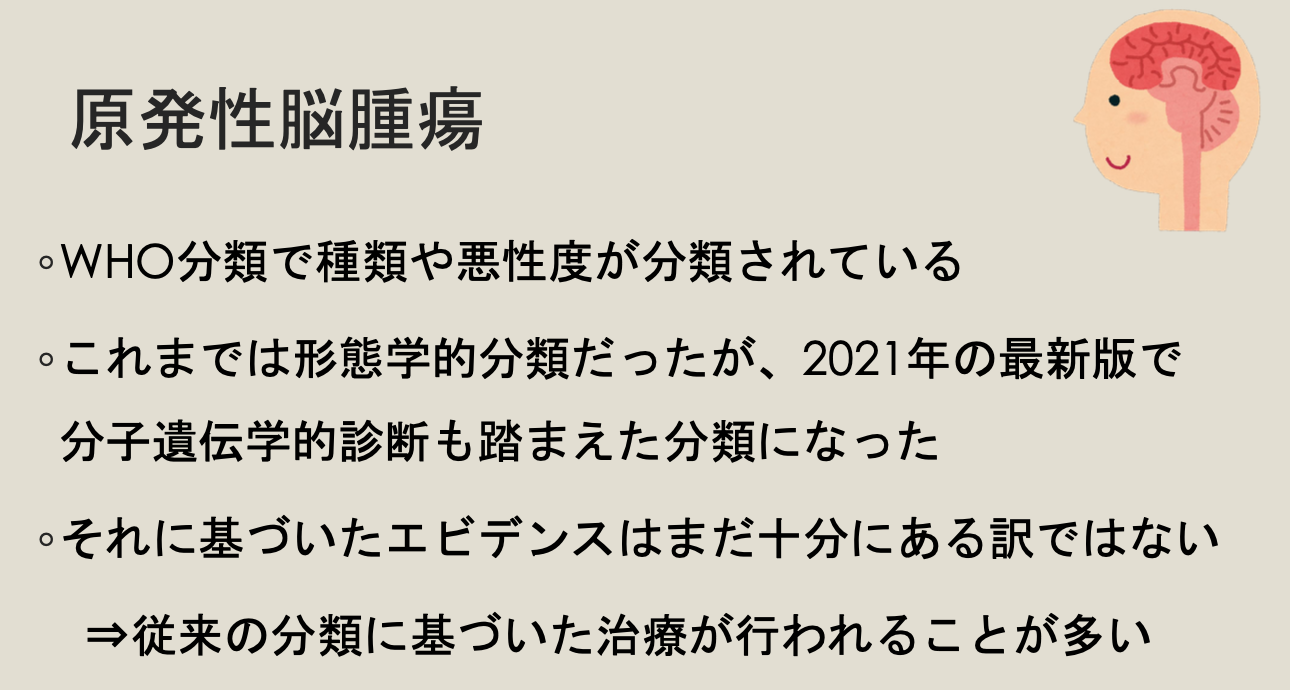 原発性脳腫瘍
◦WHO分類で種類や悪性度が分類されている
◦これまでは形態学的分類だったが、2021年の最新版で
分子遺伝学的診断も踏まえた分類になった
◦それに基づいたエビデンスはまだ十分にある訳ではない
⇒従来の分類に基づいた治療が行われることが多い